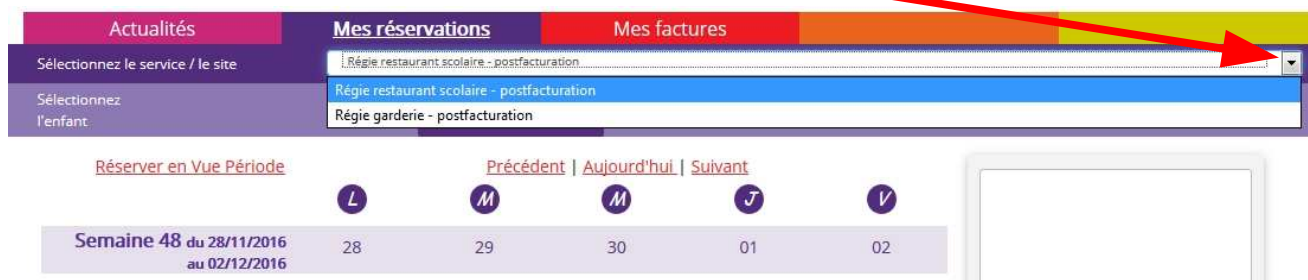 Actualités Mes réservations Mes factures
Sélectionnez le service / le site Régie restaurant scolaire - postfacturation
Régie restaurant scolaire - postfacturation
Sélectionnez
l'enfant
Régie garderie - postfacturation
Réserver en Vue Période Précédent | Aujourd'hui | Suivant
L M M J V
Semaine 48 du 28/11/2016 28 29 30 01 02
au 02/12/2016